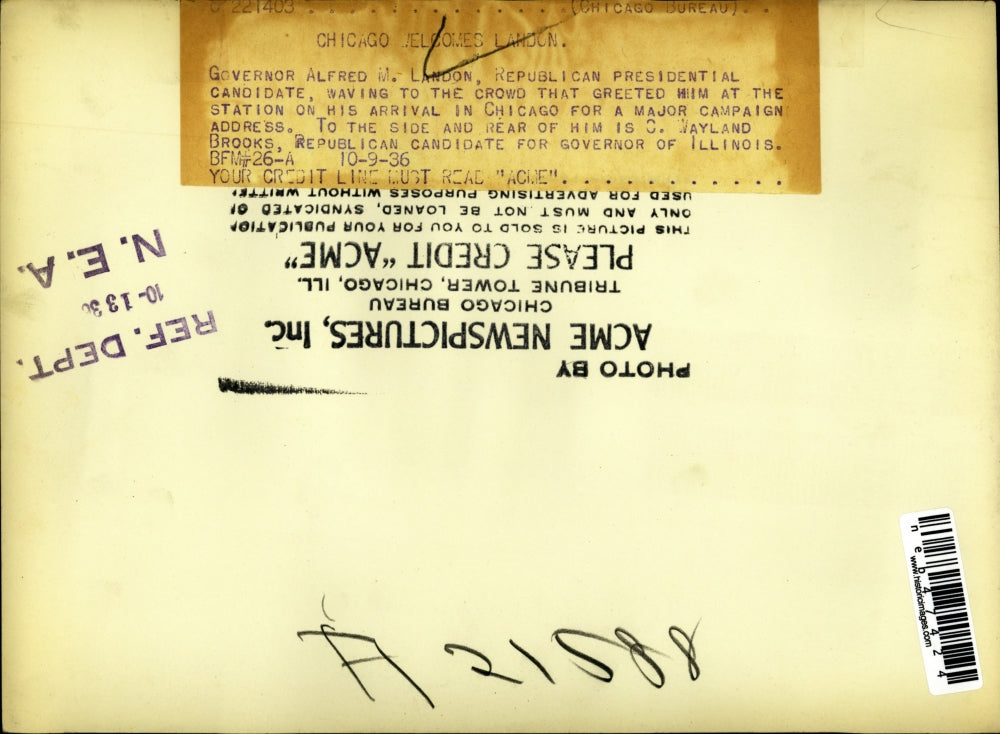 221403 . . . . . . . . . . . . . (CHICAGO BUREAU) . .
CHICAGO WELCOMES LANDON.
GOVERNOR ALFRED M. LANDON, REPUBLICAN PRESIDENTIAL
CANDIDATE, WAVING TO THE CROWD THAT GREETED HIM AT THE
STATION ON HIS ARRIVAL IN CHICAGO FOR A MAJOR CAMPAIGN
ADDRESS. TO THE SIDE AND REAR OF HIM IS C. WAYLAND
BROOKS, REPUBLICAN CANDIDATE FOR GOVERNOR OF ILLINOIS.
BFM#26-A 10-9-36
YOUR CREDIT LINE MUST READ "ACME". . . . . . . . . . . . .
PHOTO BY
ACME NEWSPICTURES, Inc.
CHICAGO BUREAU
TRIBUNE TOWER, CHICAGO, ILL.
PLEASE CREDIT "ACME"
THIS PICTURE IS SOLD TO YOU FOR YOUR PUBLICATION
ONLY AND MUST NOT BE LOANED, SYNDICATED OR
USED FOR ADVERTISING PURPOSES WITHOUT WRITTEN
REF. DEPT.
10-13 36
N. E. A.
A 21588
neb47424
www.historicimages.com